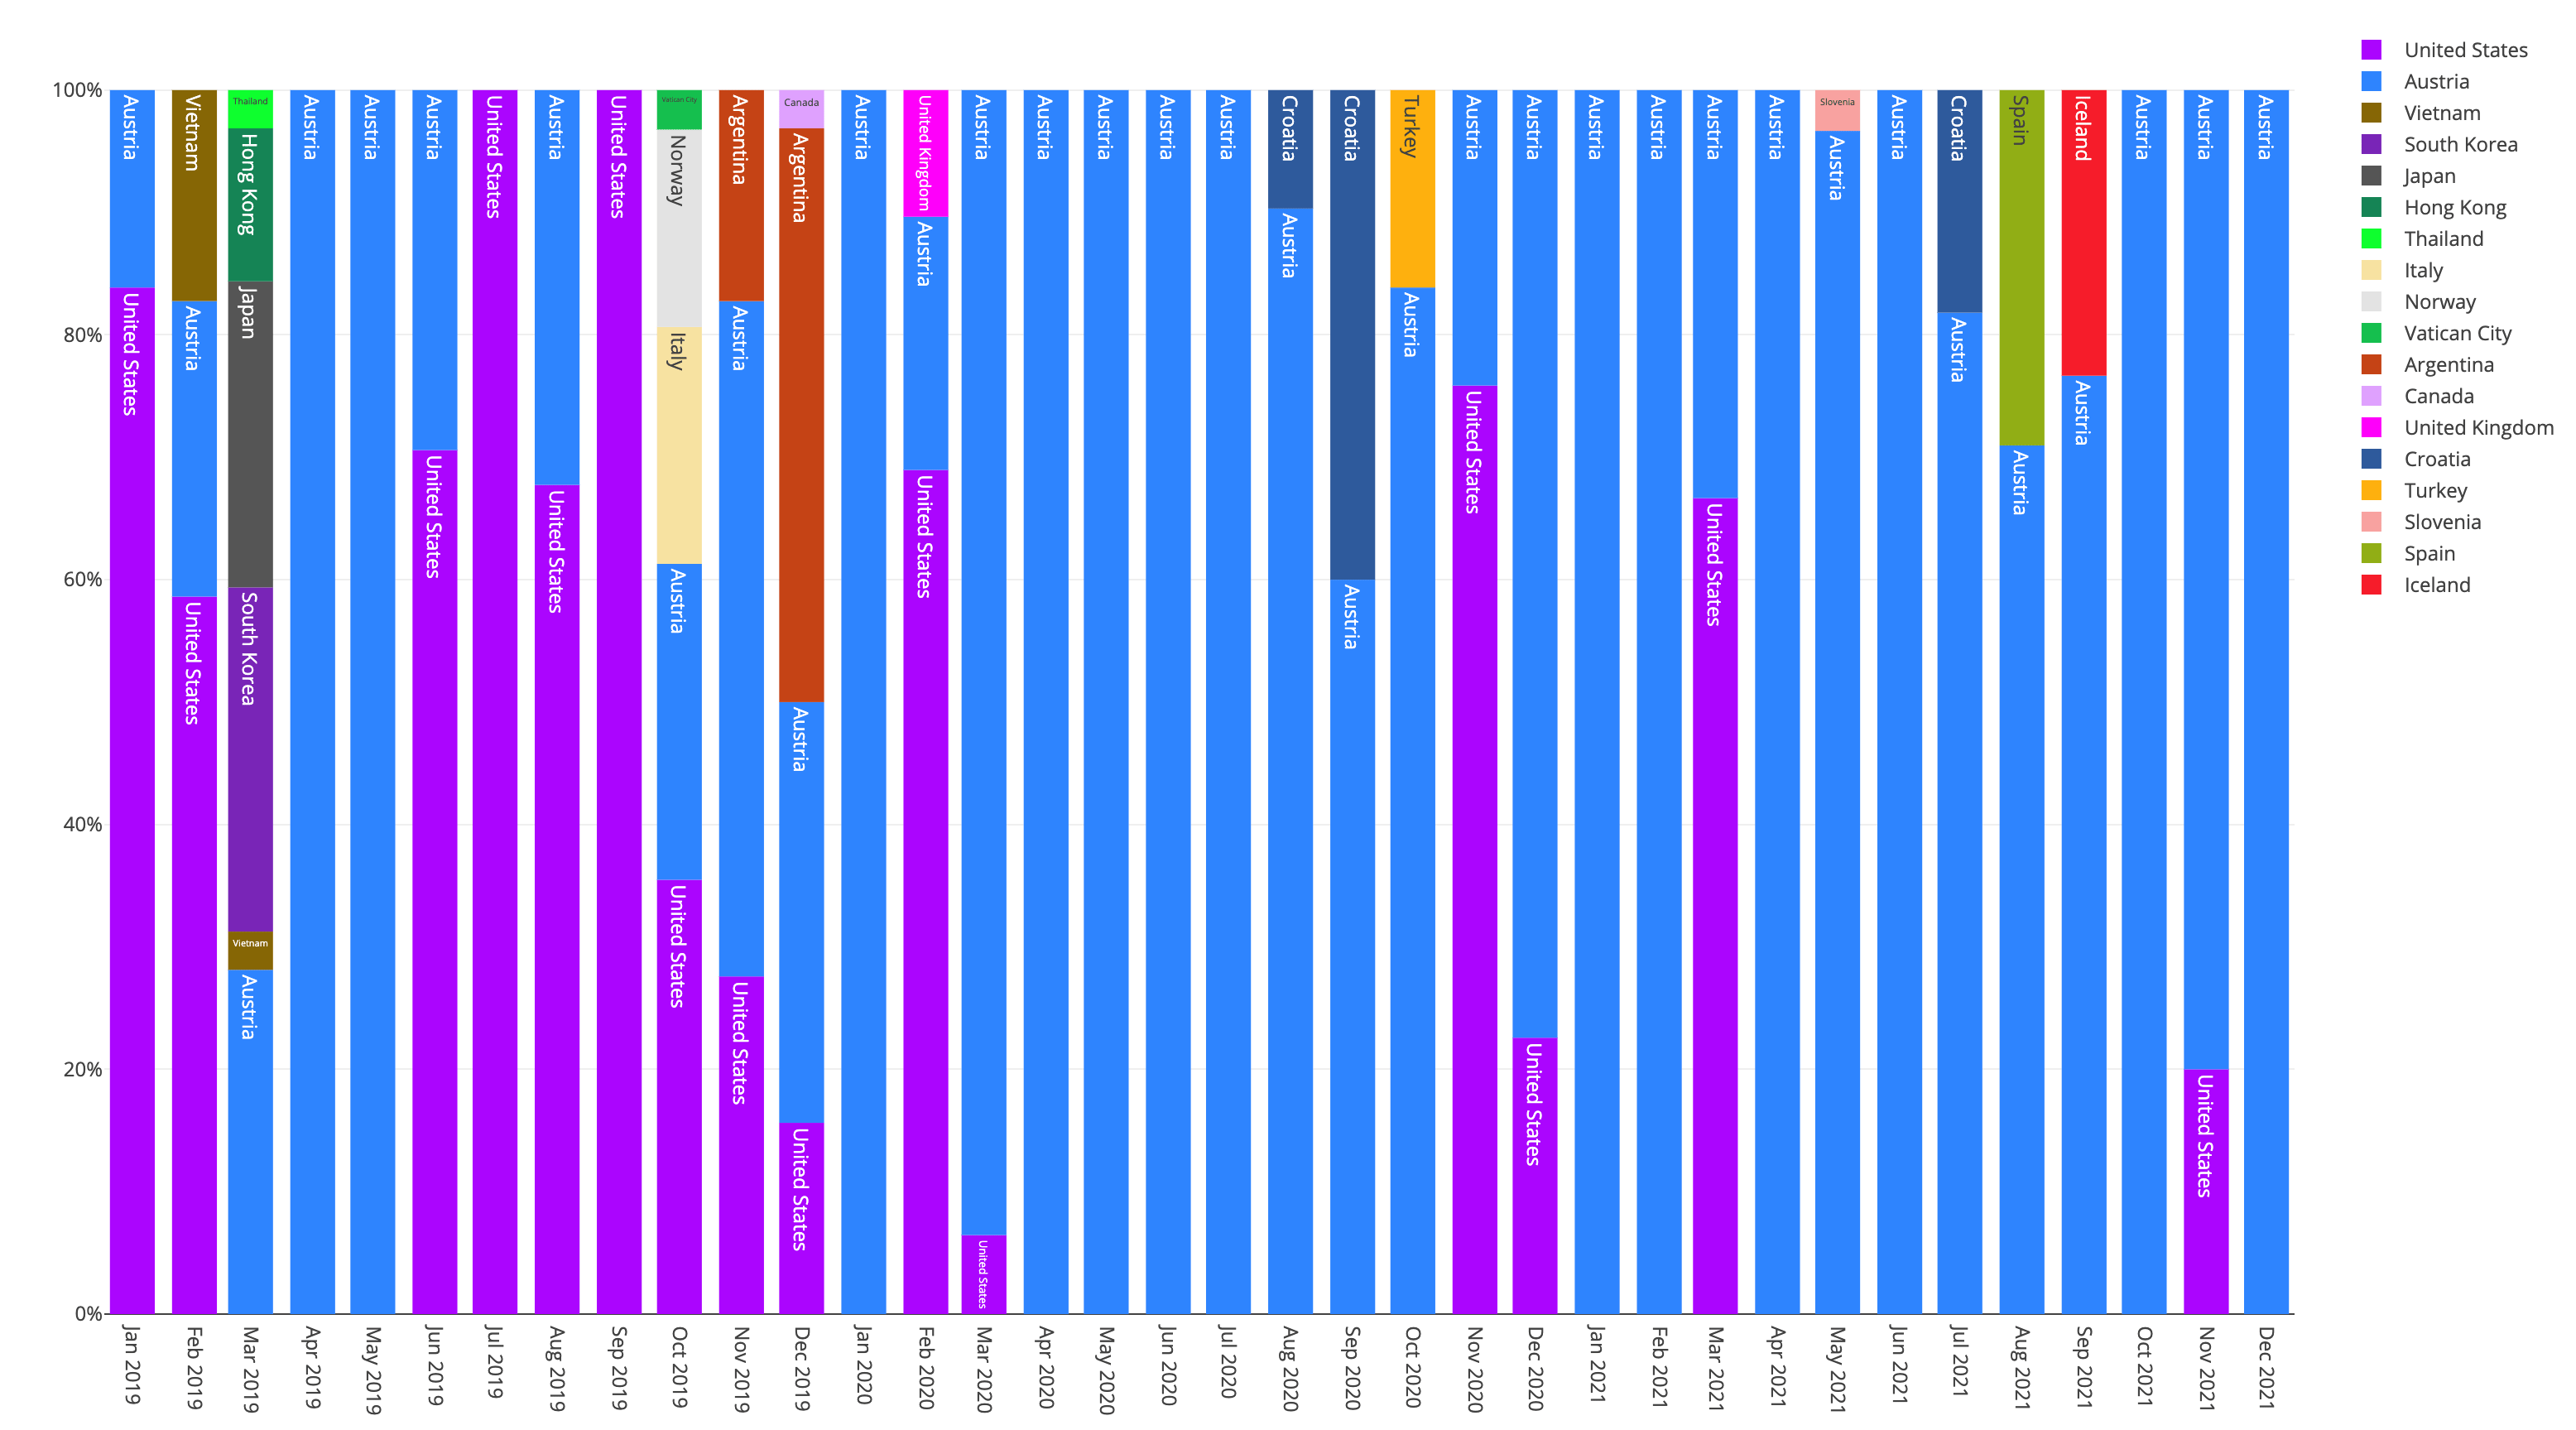 100%
80%
60%
40%
20%
0%
Austria
United States
Vietnam
Austria
United States
Thailand
Hong Kong
Japan
South Korea
Vietnam
Austria
Austria
Austria
Austria
United States
United States
Austria
United States
United States
Vatican City
Norway
Italy
Austria
United States
Argentina
Austria
United States
Canada
Argentina
Austria
United States
Austria
United Kingdom
Austria
United States
Austria
United States
Austria
Austria
Austria
Austria
Croatia
Austria
Croatia
Austria
Turkey
Austria
Austria
United States
Austria
United States
Austria
Austria
Austria
United States
Austria
Slovenia
Austria
Austria
Croatia
Austria
Spain
Austria
Iceland
Austria
Austria
Austria
United States
Austria
Jan 2019
Feb 2019
Mar 2019
Apr 2019
May 2019
Jun 2019
Jul 2019
Aug 2019
Sep 2019
Oct 2019
Nov 2019
Dec 2019
Jan 2020
Feb 2020
Mar 2020
Apr 2020
May 2020
Jun 2020
Jul 2020
Aug 2020
Sep 2020
Oct 2020
Nov 2020
Dec 2020
Jan 2021
Feb 2021
Mar 2021
Apr 2021
May 2021
Jun 2021
Jul 2021
Aug 2021
Sep 2021
Oct 2021
Nov 2021
Dec 2021
United States
Austria
Vietnam
South Korea
Japan
Hong Kong
Thailand
Italy
Norway
Vatican City
Argentina
Canada
United Kingdom
Croatia
Turkey
Slovenia
Spain
Iceland